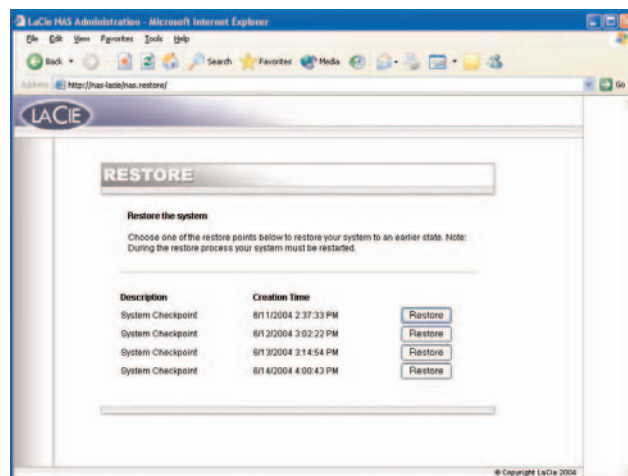 LaCie NAS Administration - Microsoft Internet Explorer
File Edit View Favorites Tools Help
Back Search Favorites Media
Address http://nas-lacie/nas.restore/ Go
LACIE
RESTORE
Restore the system
Choose one of the restore points below to restore your system to an earlier state. Note:
During the restore process your system must be restarted.
Description Creation Time
System Checkpoint 6/11/2004 2:37:33 PM Restore
System Checkpoint 6/12/2004 3:02:22 PM Restore
System Checkpoint 6/13/2004 3:14:54 PM Restore
System Checkpoint 6/14/2004 4:00:43 PM Restore
© Copyright LaCie 2004